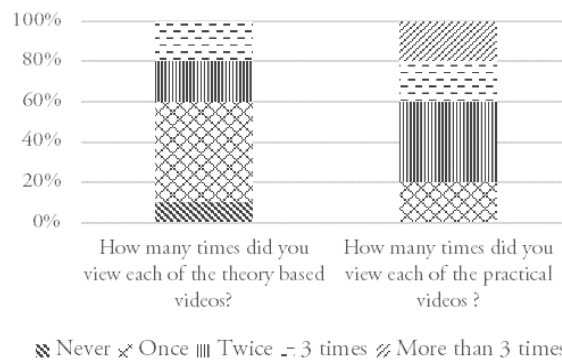 100%
80%
60%
40%
20%
0%
How many times did you
view each of the theory based
videos?
How many times did you
view each of the practical
videos ?
Never Once Twice 3 times More than 3 times